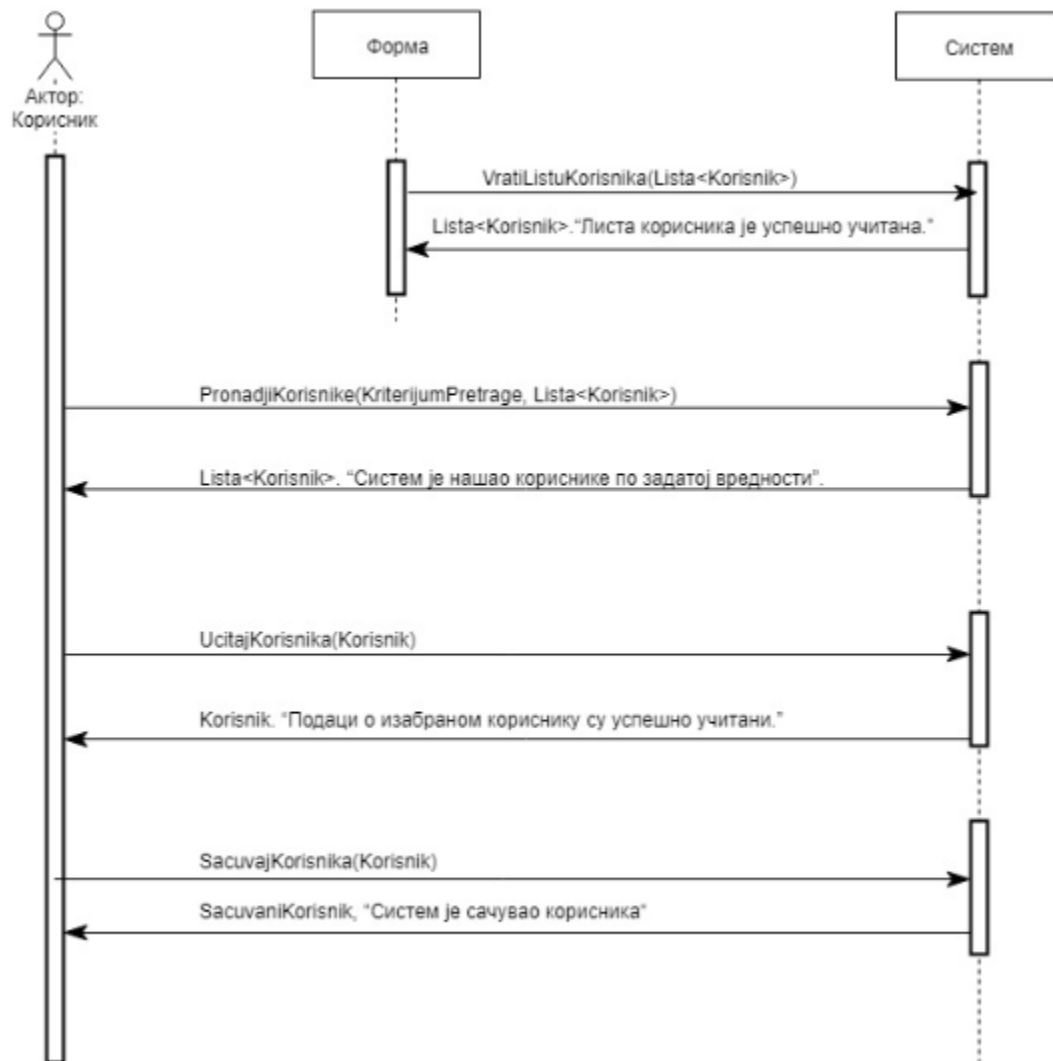 Форма
Систем
Актор:
Корисник
VratiListuKorisnika(Lista<Korisnik>)
Lista<Korisnik>.“Листа корисника је успешно учитана.”
PronadjiKorisnike(KriterijumPretrage, Lista<Korisnik>)
Lista<Korisnik>. “Систем је нашао кориснике по задатој вредности”.
UcitajKorisnika(Korisnik)
Korisnik. “Подаци о изабраном кориснику су успешно учитани.”
SacuvajKorisnika(Korisnik)
SacuvaniKorisnik, “Систем је сачувао корисника“